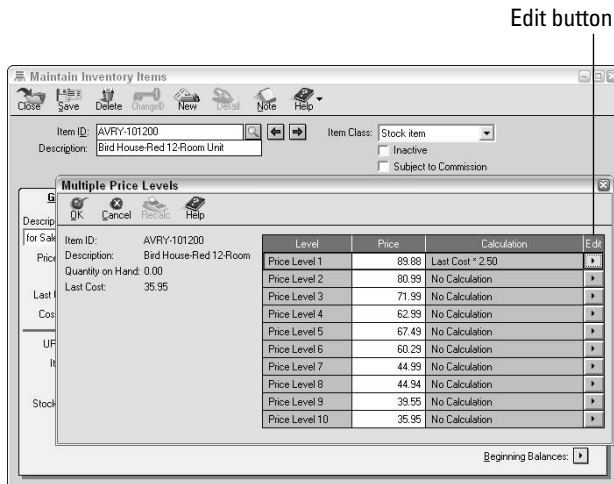 Edit button
Maintain Inventory Items
Close Save Delete ChangeID New Detail Note Help
Item ID: AVRY-101200 Item Class: Stock item
Description: Bird House-Red 12-Room Unit Inactive
Subject to Commission
Multiple Price Levels
OK Cancel Recalc Help
G
Descrip
for Sale
Price
Last
Cos
It
Stock
Item ID: AVRY-101200
Description: Bird House-Red 12-Room
Quantity on Hand: 0.00
Last Cost: 35.95
Level Price Calculation Edit
Price Level 1 89.88 Last Cost * 2.50
Price Level 2 80.99 No Calculation
Price Level 3 71.99 No Calculation
Price Level 4 62.99 No Calculation
Price Level 5 67.49 No Calculation
Price Level 6 60.29 No Calculation
Price Level 7 44.99 No Calculation
Price Level 8 44.94 No Calculation
Price Level 9 39.55 No Calculation
Price Level 10 35.95 No Calculation
Beginning Balances: